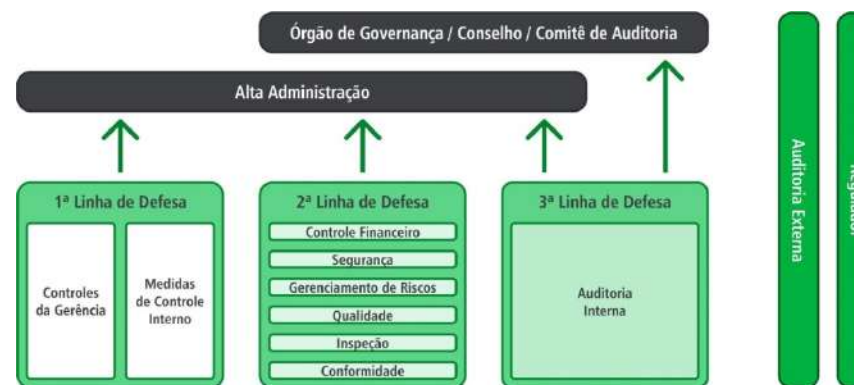 Órgão de Governança / Conselho / Comitê de Auditoria
Alta Administração
1ª Linha de Defesa
Controles
da Gerência
Medidas
de Controle
Interno
2ª Linha de Defesa
Controle Financeiro
Segurança
Gerenciamento de Riscos
Qualidade
Inspeção
Conformidade
3ª Linha de Defesa
Auditoria
Interna
Auditoria Externa
Regulador